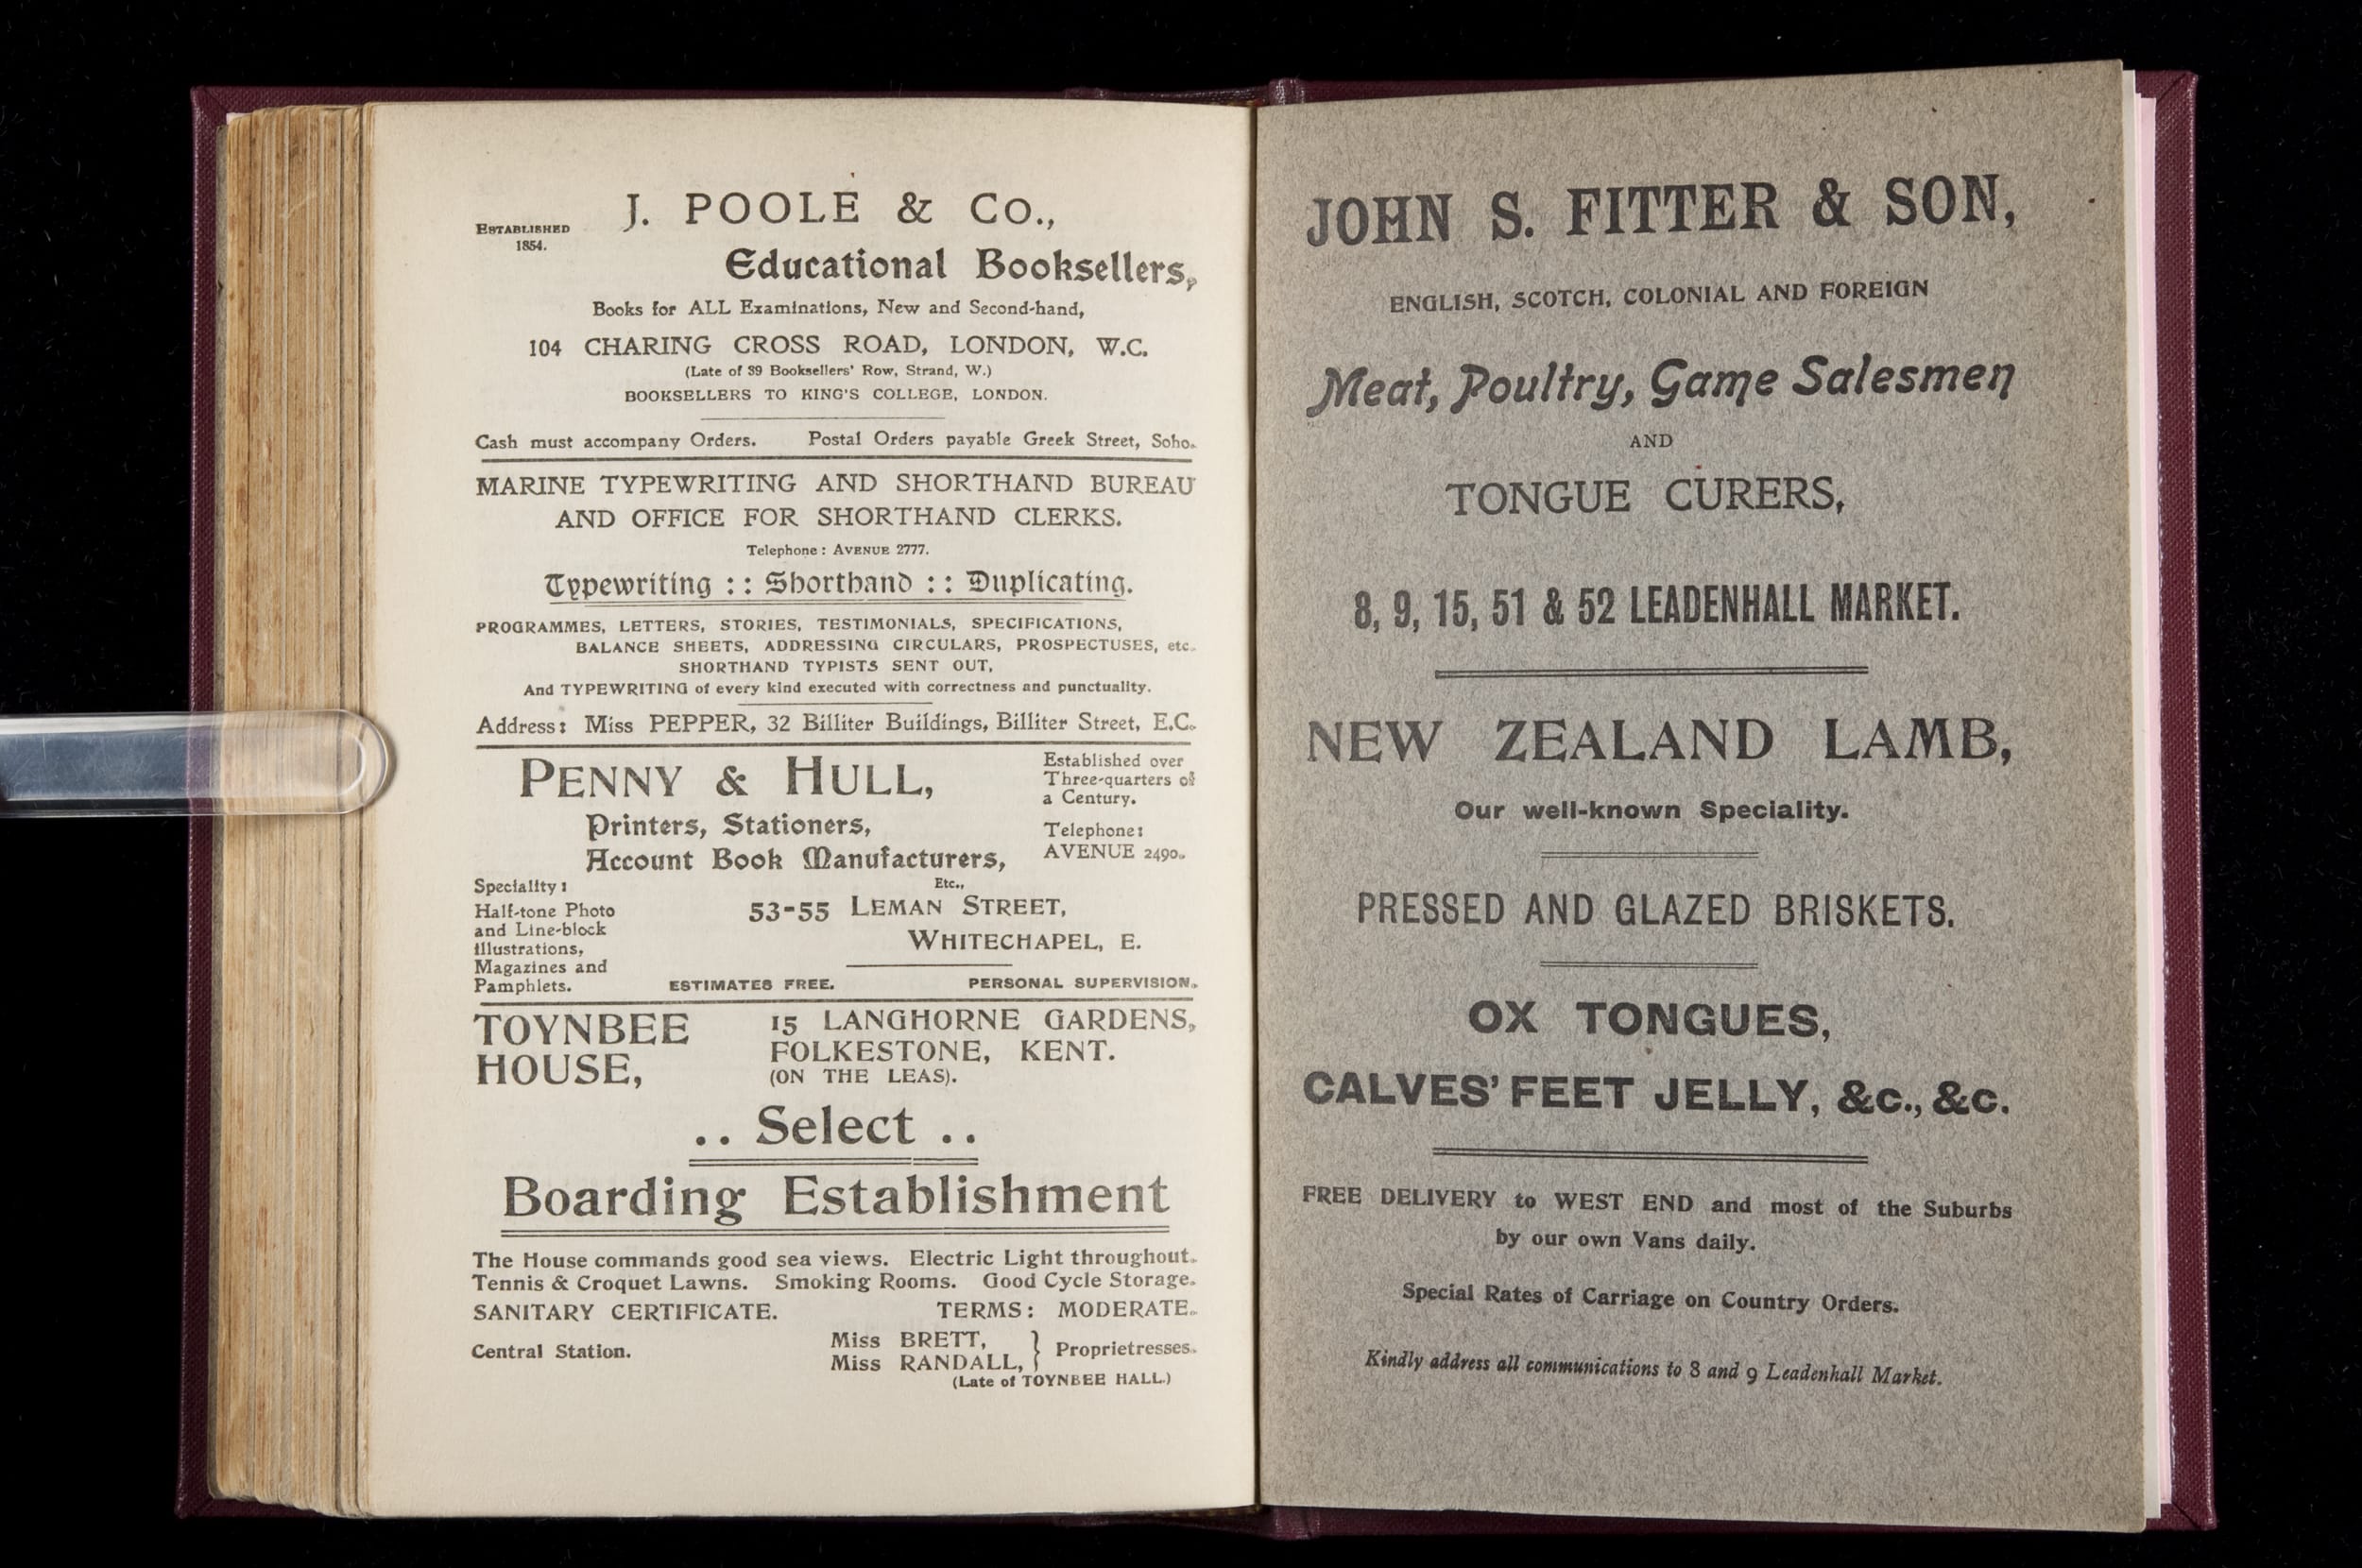 ESTABLISHED
1854.
J. POOLE & Co.,
Educational Booksellers,
Books for ALL Examinations, New and Second-hand,
104 CHARING CROSS ROAD, LONDON, W.C.
(Late of 39 Booksellers' Row, Strand, W.)
BOOKSELLERS TO KING'S COLLEGE, LONDON.
Cash must accompany Orders. Postal Orders payable Greek Street, Soho.
MARINE TYPEWRITING AND SHORTHAND BUREAU
AND OFFICE FOR SHORTHAND CLERKS.
Telephone: AVENUE 2777.
Typewriting :: Shorthand :: Duplicating.
PROGRAMMES, LETTERS, STORIES, TESTIMONIALS, SPECIFICATIONS,
BALANCE SHEETS, ADDRESSING CIRCULARS, PROSPECTUSES, etc.
SHORTHAND TYPISTS SENT OUT,
And TYPEWRITING of every kind executed with correctness and punctuality.
Address: Miss PEPPER, 32 Billiter Buildings, Billiter Street, E.C.
PENNY & HULL,
Established over
Three-quarters of
a Century.
Printers, Stationers,
Account Book Manufacturers,
Telephone:
AVENUE 2490.
Etc.,
Speciality:
Half-tone Photo
and Line-block
Illustrations,
Magazines and
Pamphlets.
53-55 LEMAN STREET,
WHITECHAPEL, E.
ESTIMATES FREE. PERSONAL SUPERVISION.
TOYNBEE
HOUSE,
15 LANGHORNE GARDENS,
FOLKESTONE, KENT.
(ON THE LEAS).
.. Select ..
Boarding Establishment
The House commands good sea views. Electric Light throughout.
Tennis & Croquet Lawns. Smoking Rooms. Good Cycle Storage.
SANITARY CERTIFICATE. TERMS: MODERATE.
Central Station.
Miss BRETT,
Miss RANDALL, } Proprietresses.
(Late of TOYNBEE HALL.)
JOHN S. FITTER & SON,
ENGLISH, SCOTCH, COLONIAL AND FOREIGN
Meat, Poultry, Game Salesmen
AND
TONGUE CURERS,
8, 9, 15, 51 & 52 LEADENHALL MARKET.
NEW ZEALAND LAMB,
Our well-known Speciality.
PRESSED AND GLAZED BRISKETS.
OX TONGUES,
CALVES' FEET JELLY, &c., &c.
FREE DELIVERY to WEST END and most of the Suburbs
by our own Vans daily.
Special Rates of Carriage on Country Orders.
Kindly address all communications to 8 and 9 Leadenhall Market.